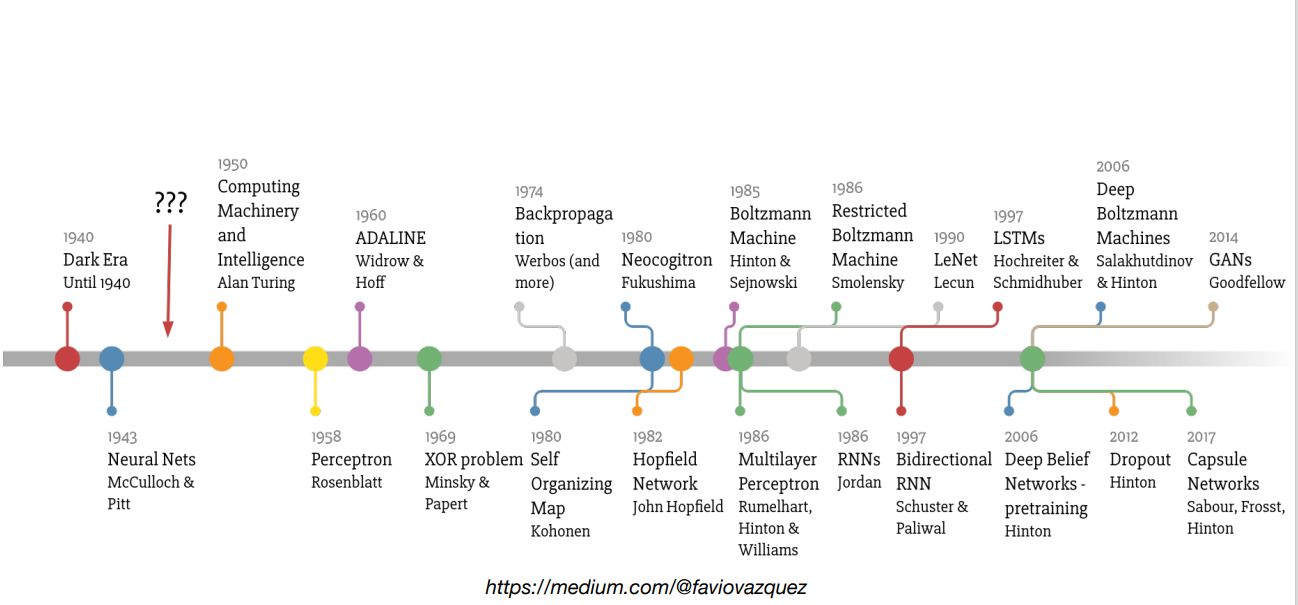 ???
1940
Dark Era
Until 1940
1950
Computing
Machinery
and
Intelligence
Alan Turing
1960
ADALINE
Widrow &
Hoff
1974
Backpropaga
tion
Werbos (and
more)
1980
Neocogitron
Fukushima
1985
Boltzmann
Machine
Hinton &
Sejnowski
1986
Restricted
Boltzmann
Machine
Smolensky
1990
LeNet
Lecun
1997
LSTMs
Hochreiter &
Schmidhuber
2006
Deep
Boltzmann
Machines
Salakhutdinov
& Hinton
2014
GANs
Goodfellow
1943
Neural Nets
McCulloch &
Pitt
1958
Perceptron
Rosenblatt
1969
XOR problem
Minsky &
Papert
1980
Self
Organizing
Map
Kohonen
1982
Hopfield
Network
John Hopfield
1986
Multilayer
Perceptron
Rumelhart,
Hinton &
Williams
1986
RNNs
Jordan
1997
Bidirectional
RNN
Schuster &
Paliwal
2006
Deep Belief
Networks -
pretraining
Hinton
2012
Dropout
Hinton
2017
Capsule
Networks
Sabour, Frosst,
Hinton
https://medium.com/@faviovazquez